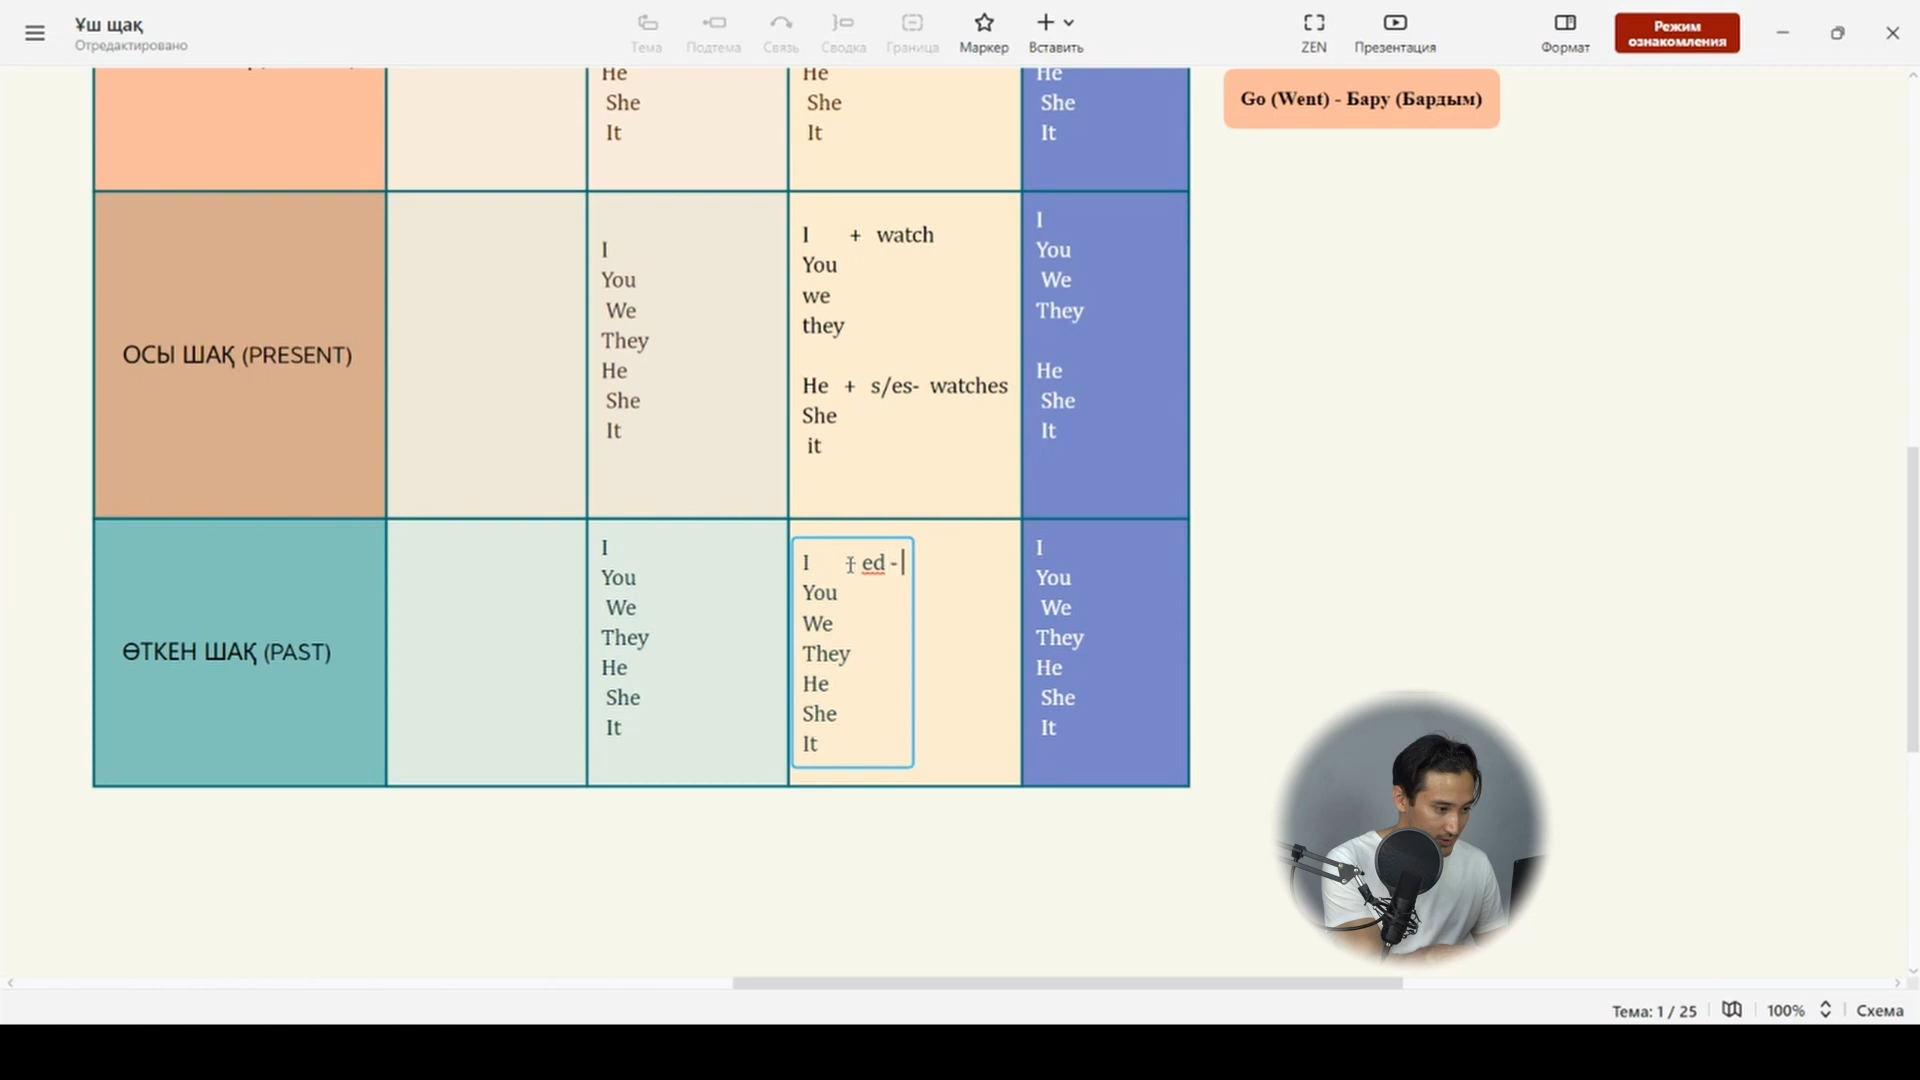 Ұш щақ
Отредактировано
Тема
Подтема
Связь
Сводка
Граница
Маркер
Вставить
ZEN
Презентация
Формат
Режим
ознакомления
He
She
It
He
She
It
He
She
It
Go (Went) - Бару (Бардым)
ОСЫ ШАҚ (PRESENT)
I
You
We
They
He
She
It
I + watch
You
we
they
He + s/es- watches
She
it
I
You
We
They
He
She
It
ӨТКЕН ШАҚ (PAST)
I
You
We
They
He
She
It
I ed -
You
We
They
He
She
It
I
You
We
They
He
She
It
Тема: 1 / 25
100%
Схема